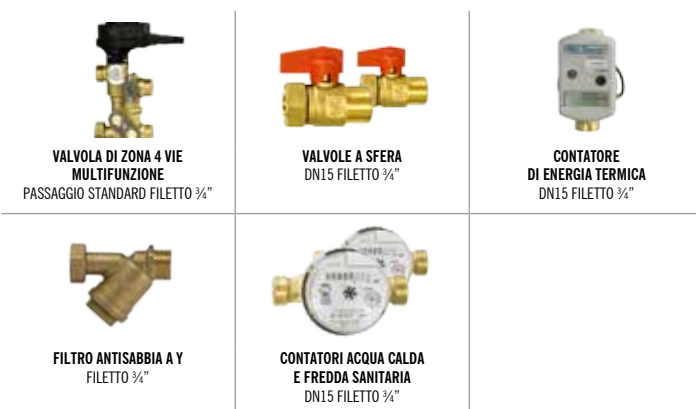 VALVOLA DI ZONA 4 VIE
MULTIFUNZIONE
PASSAGGIO STANDARD FILETTO ¾”
VALVOLE A SFERA
DN15 FILETTO ¾”
CONTATORE
DI ENERGIA TERMICA
DN15 FILETTO ¾”
FILTRO ANTISABBIA A Y
FILETTO ¾”
CONTATORI ACQUA CALDA
E FREDDA SANITARIA
DN15 FILETTO ¾”